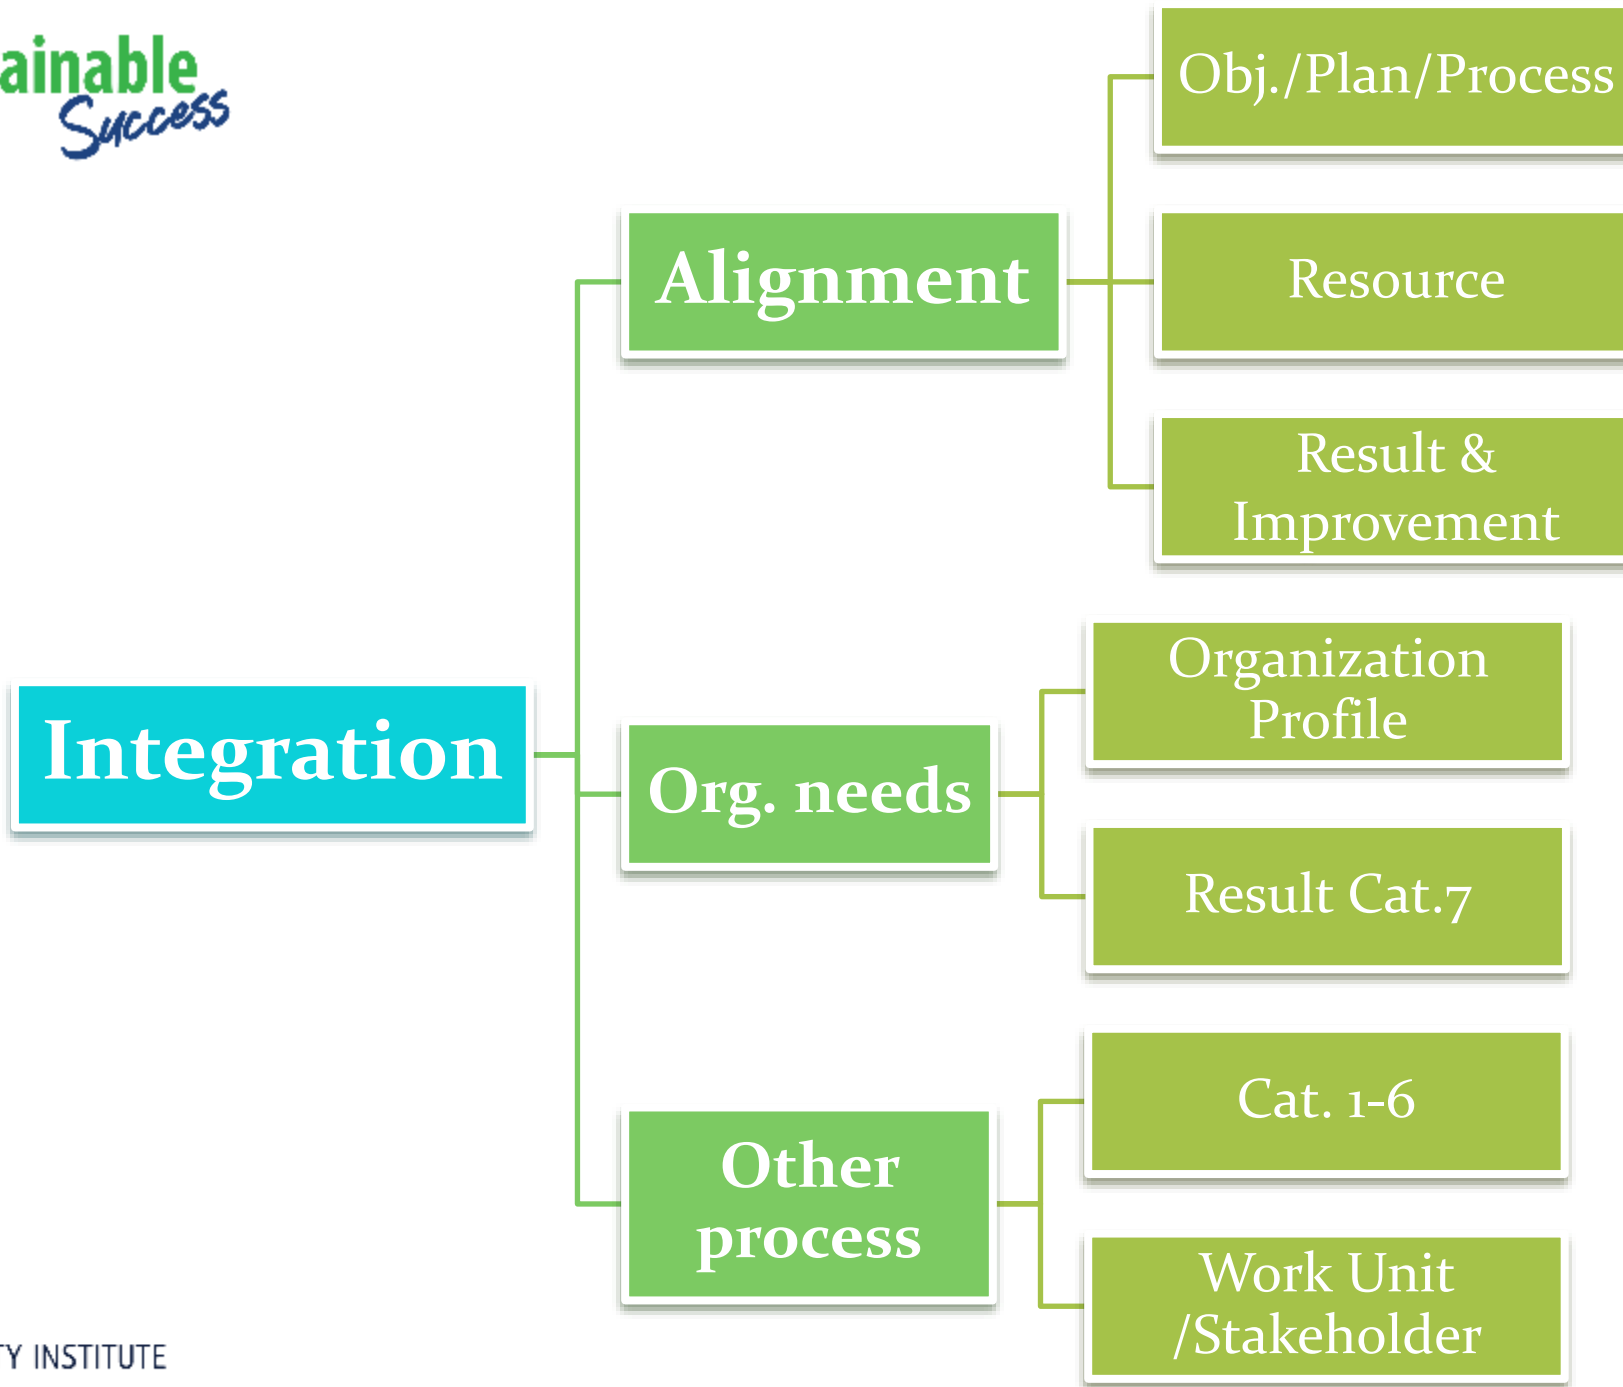 ainable
Success
Obj./Plan/Process
Alignment
Resource
Result &
Improvement
Integration
Org. needs
Organization
Profile
Result Cat.7
Other
process
Cat. 1-6
Work Unit
/Stakeholder
TY INSTITUTE